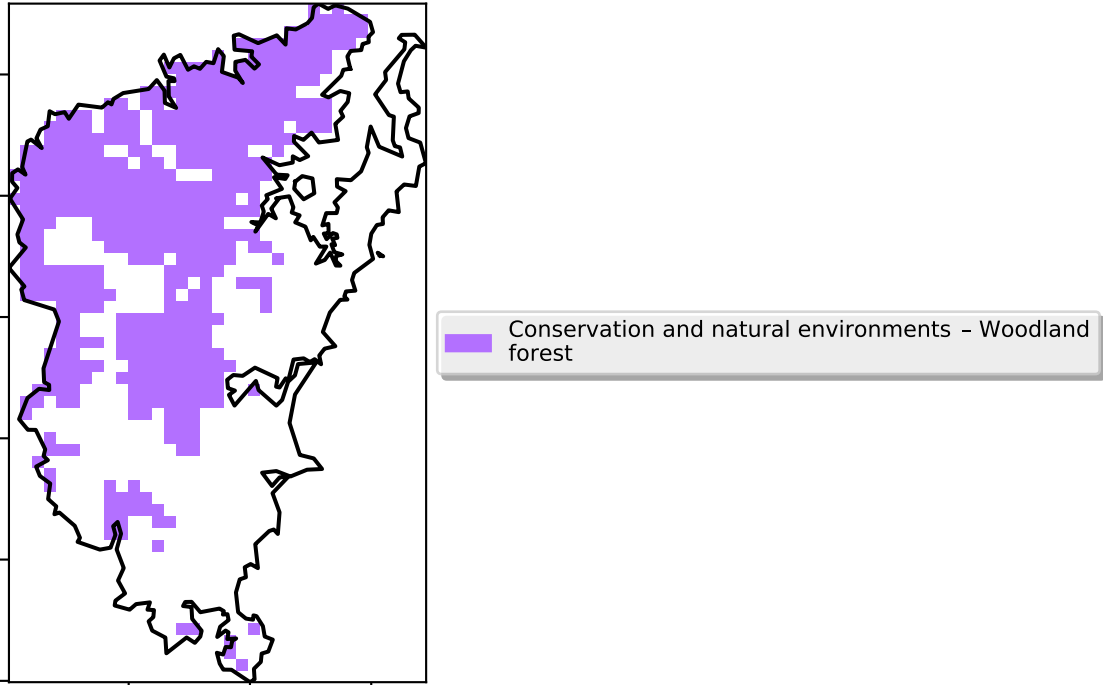 Conservation and natural environments – Woodland
forest